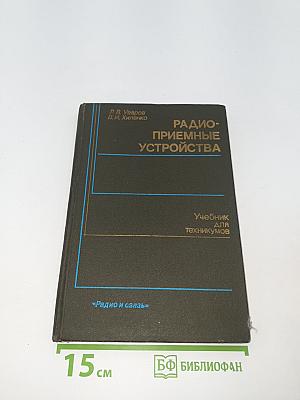 Р. В. Уваров
В. И. Хиленко
РАДИО-
ПРИЕМНЫЕ
УСТРОЙСТВА
Учебник
для
техникумов
«Радио и связь»
15 см
БФ БИБЛИОФАН